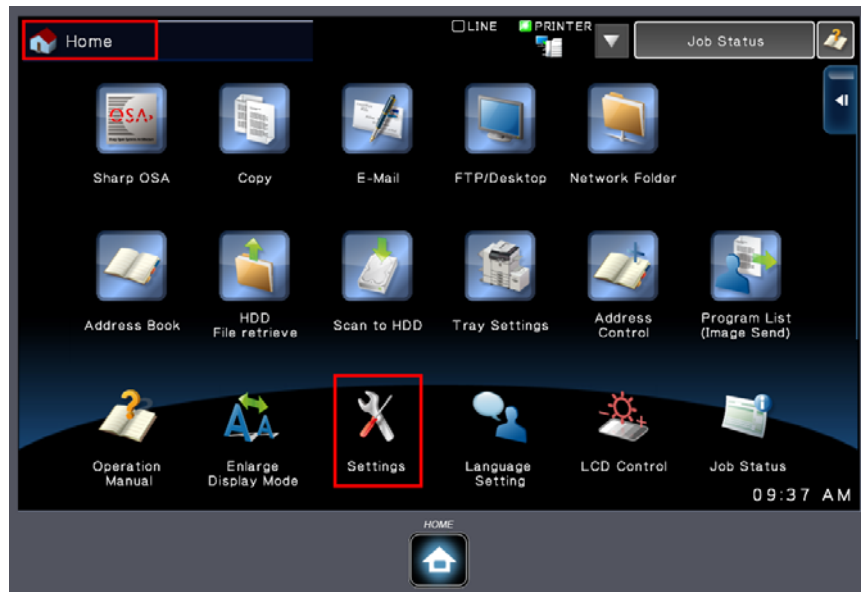 Home
LINE
PRINTER
Job Status
OSA
Sharp OSA
Copy
E-Mail
FTP/Desktop
Network Folder
Address Book
HDD
File retrieve
Scan to HDD
Tray Settings
Address
Control
Program List
(Image Send)
Operation
Manual
Enlarge
Display Mode
Settings
Language
Setting
LCD Control
Job Status
09:37 AM
HOME